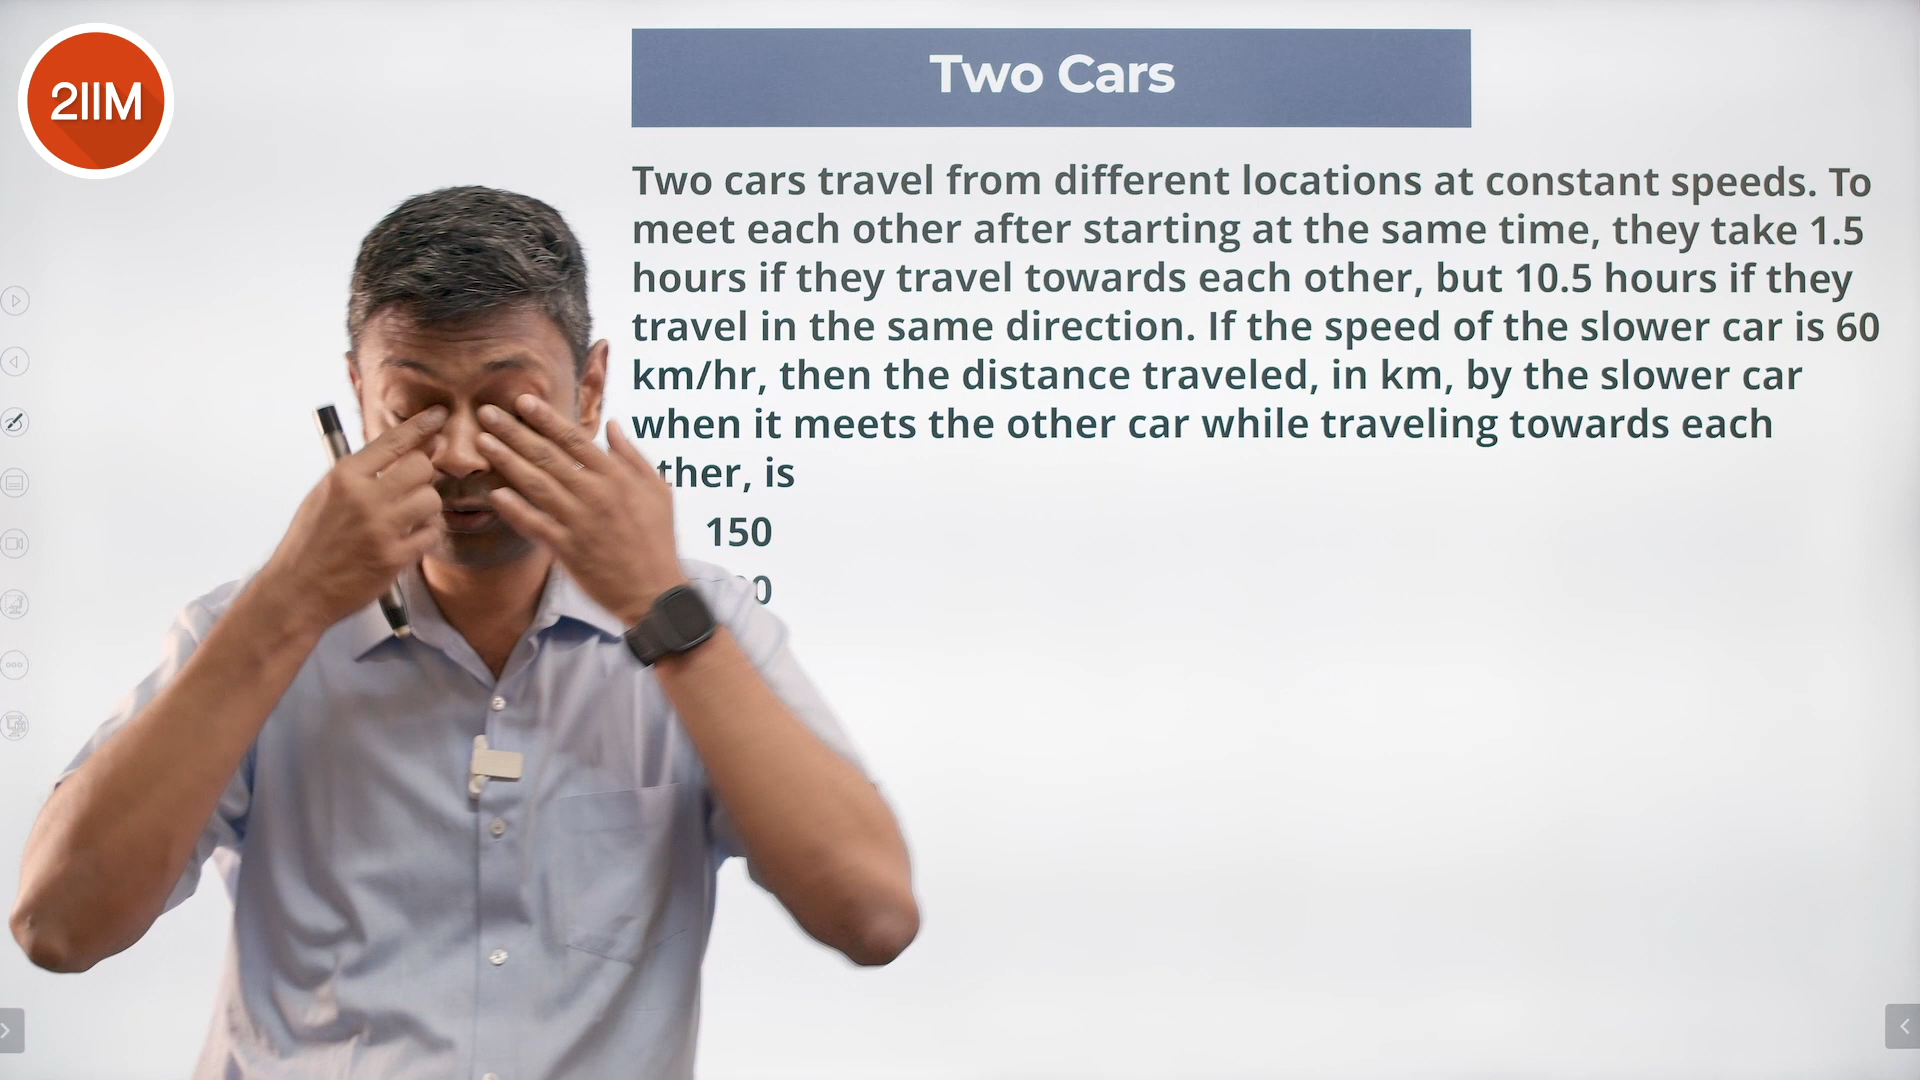 2IIM
Two Cars
Two cars travel from different locations at constant speeds. To
meet each other after starting at the same time, they take 1.5
hours if they travel towards each other, but 10.5 hours if they
travel in the same direction. If the speed of the slower car is 60
km/hr, then the distance traveled, in km, by the slower car
when it meets the other car while traveling towards each
ther, is
150
0